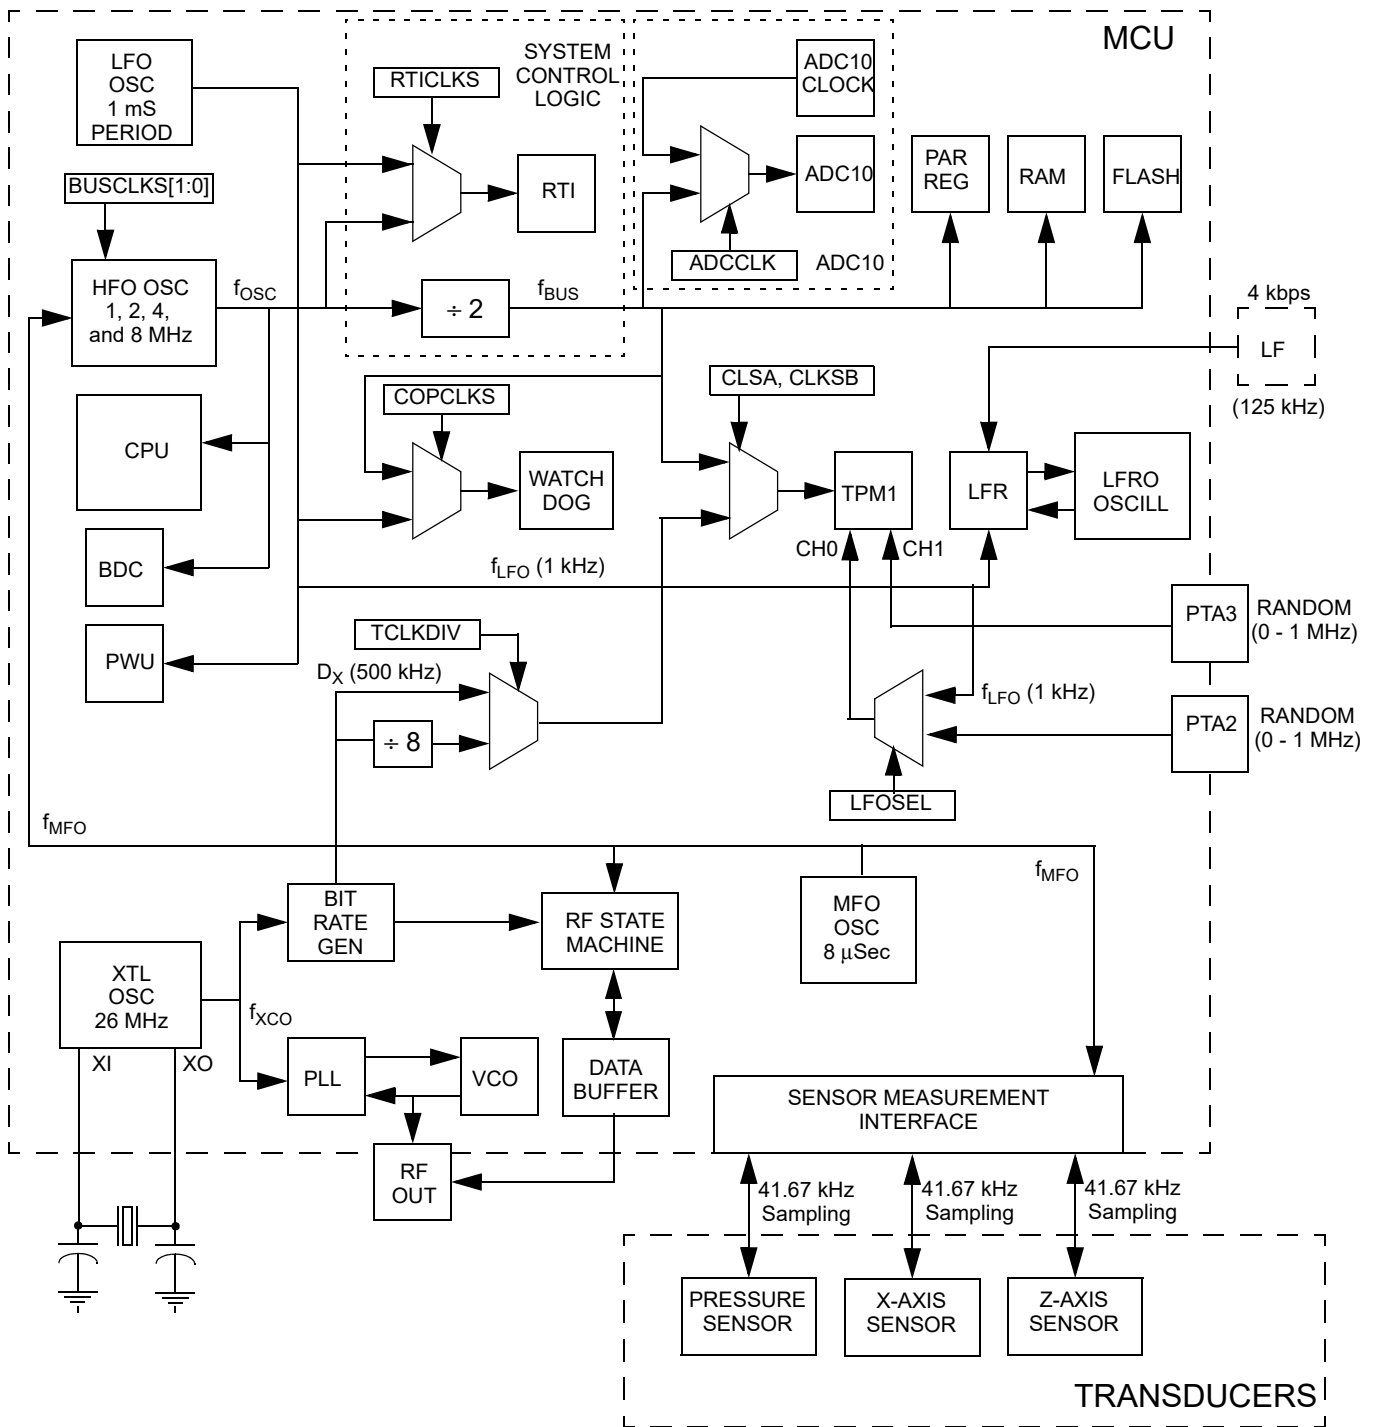 MCU
LFO
OSC
1 mS
PERIOD
SYSTEM
CONTROL
LOGIC
RTICLKS
RTI
ADC10
CLOCK
ADC10
ADCCLK
ADC10
PAR
REG
RAM
FLASH
BUSCLKS[1:0]
HFO OSC
1, 2, 4,
and 8 MHz
fOSC
÷ 2
fBUS
4 kbps
LF
(125 kHz)
CPU
COPCLKS
WATCH
DOG
CLSA, CLKSB
TPM1
CH0
CH1
LFR
LFRO
OSCILL
BDC
fLFO (1 kHz)
PWU
TCLKDIV
DX (500 kHz)
÷ 8
PTA3
RANDOM
(0 - 1 MHz)
fLFO (1 kHz)
PTA2
RANDOM
(0 - 1 MHz)
LFOSEL
fMFO
fMFO
BIT
RATE
GEN
RF STATE
MACHINE
MFO
OSC
8 μSec
XTL
OSC
26 MHz
fXCO
XI
XO
PLL
VCO
DATA
BUFFER
SENSOR MEASUREMENT
INTERFACE
RF
OUT
41.67 kHz
Sampling
41.67 kHz
Sampling
41.67 kHz
Sampling
PRESSURE
SENSOR
X-AXIS
SENSOR
Z-AXIS
SENSOR
TRANSDUCERS